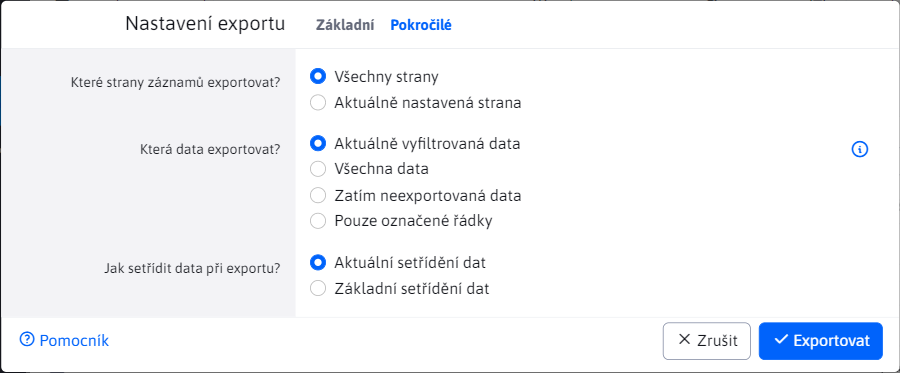 Nastavení exportu Základní Pokročilé
Které strany záznamů exportovat?
Všechny strany
Aktuálně nastavená strana
Která data exportovat?
Aktuálně vyfiltrovaná data
Všechna data
Zatím neexportovaná data
Pouze označené řádky
Jak setřídit data při exportu?
Aktuální setřídění dat
Základní setřídění dat
Pomocník
Zrušit
Exportovat